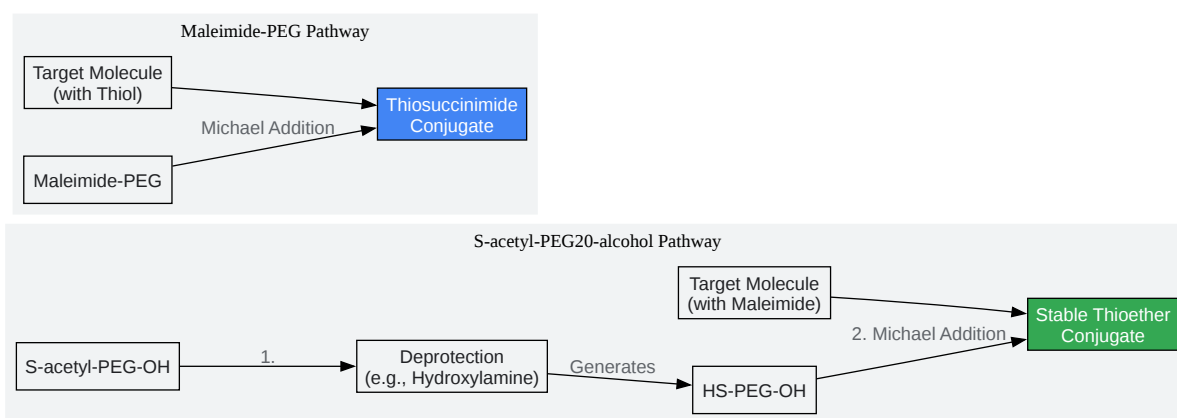 Maleimide-PEG Pathway
Target Molecule
(with Thiol)
Thiosuccinimide
Conjugate
Michael Addition
Maleimide-PEG
S-acetyl-PEG20-alcohol Pathway
Target Molecule
(with Maleimide)
Stable Thioether
Conjugate
2. Michael Addition
S-acetyl-PEG-OH
1.
Deprotection
(e.g., Hydroxylamine)
Generates
HS-PEG-OH